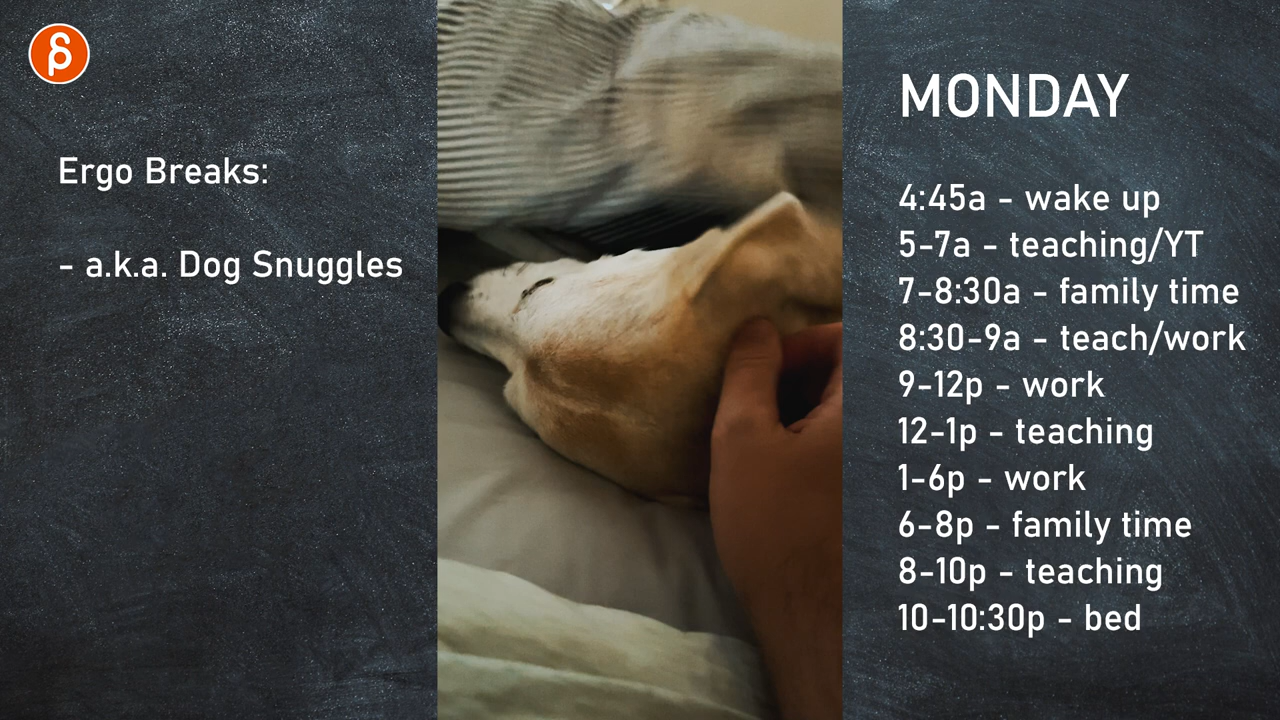 Ergo Breaks:
- a.k.a. Dog Snuggles
MONDAY
4:45a - wake up
5-7a - teaching/YT
7-8:30a - family time
8:30-9a - teach/work
9-12p - work
12-1p - teaching
1-6p - work
6-8p - family time
8-10p - teaching
10-10:30p - bed